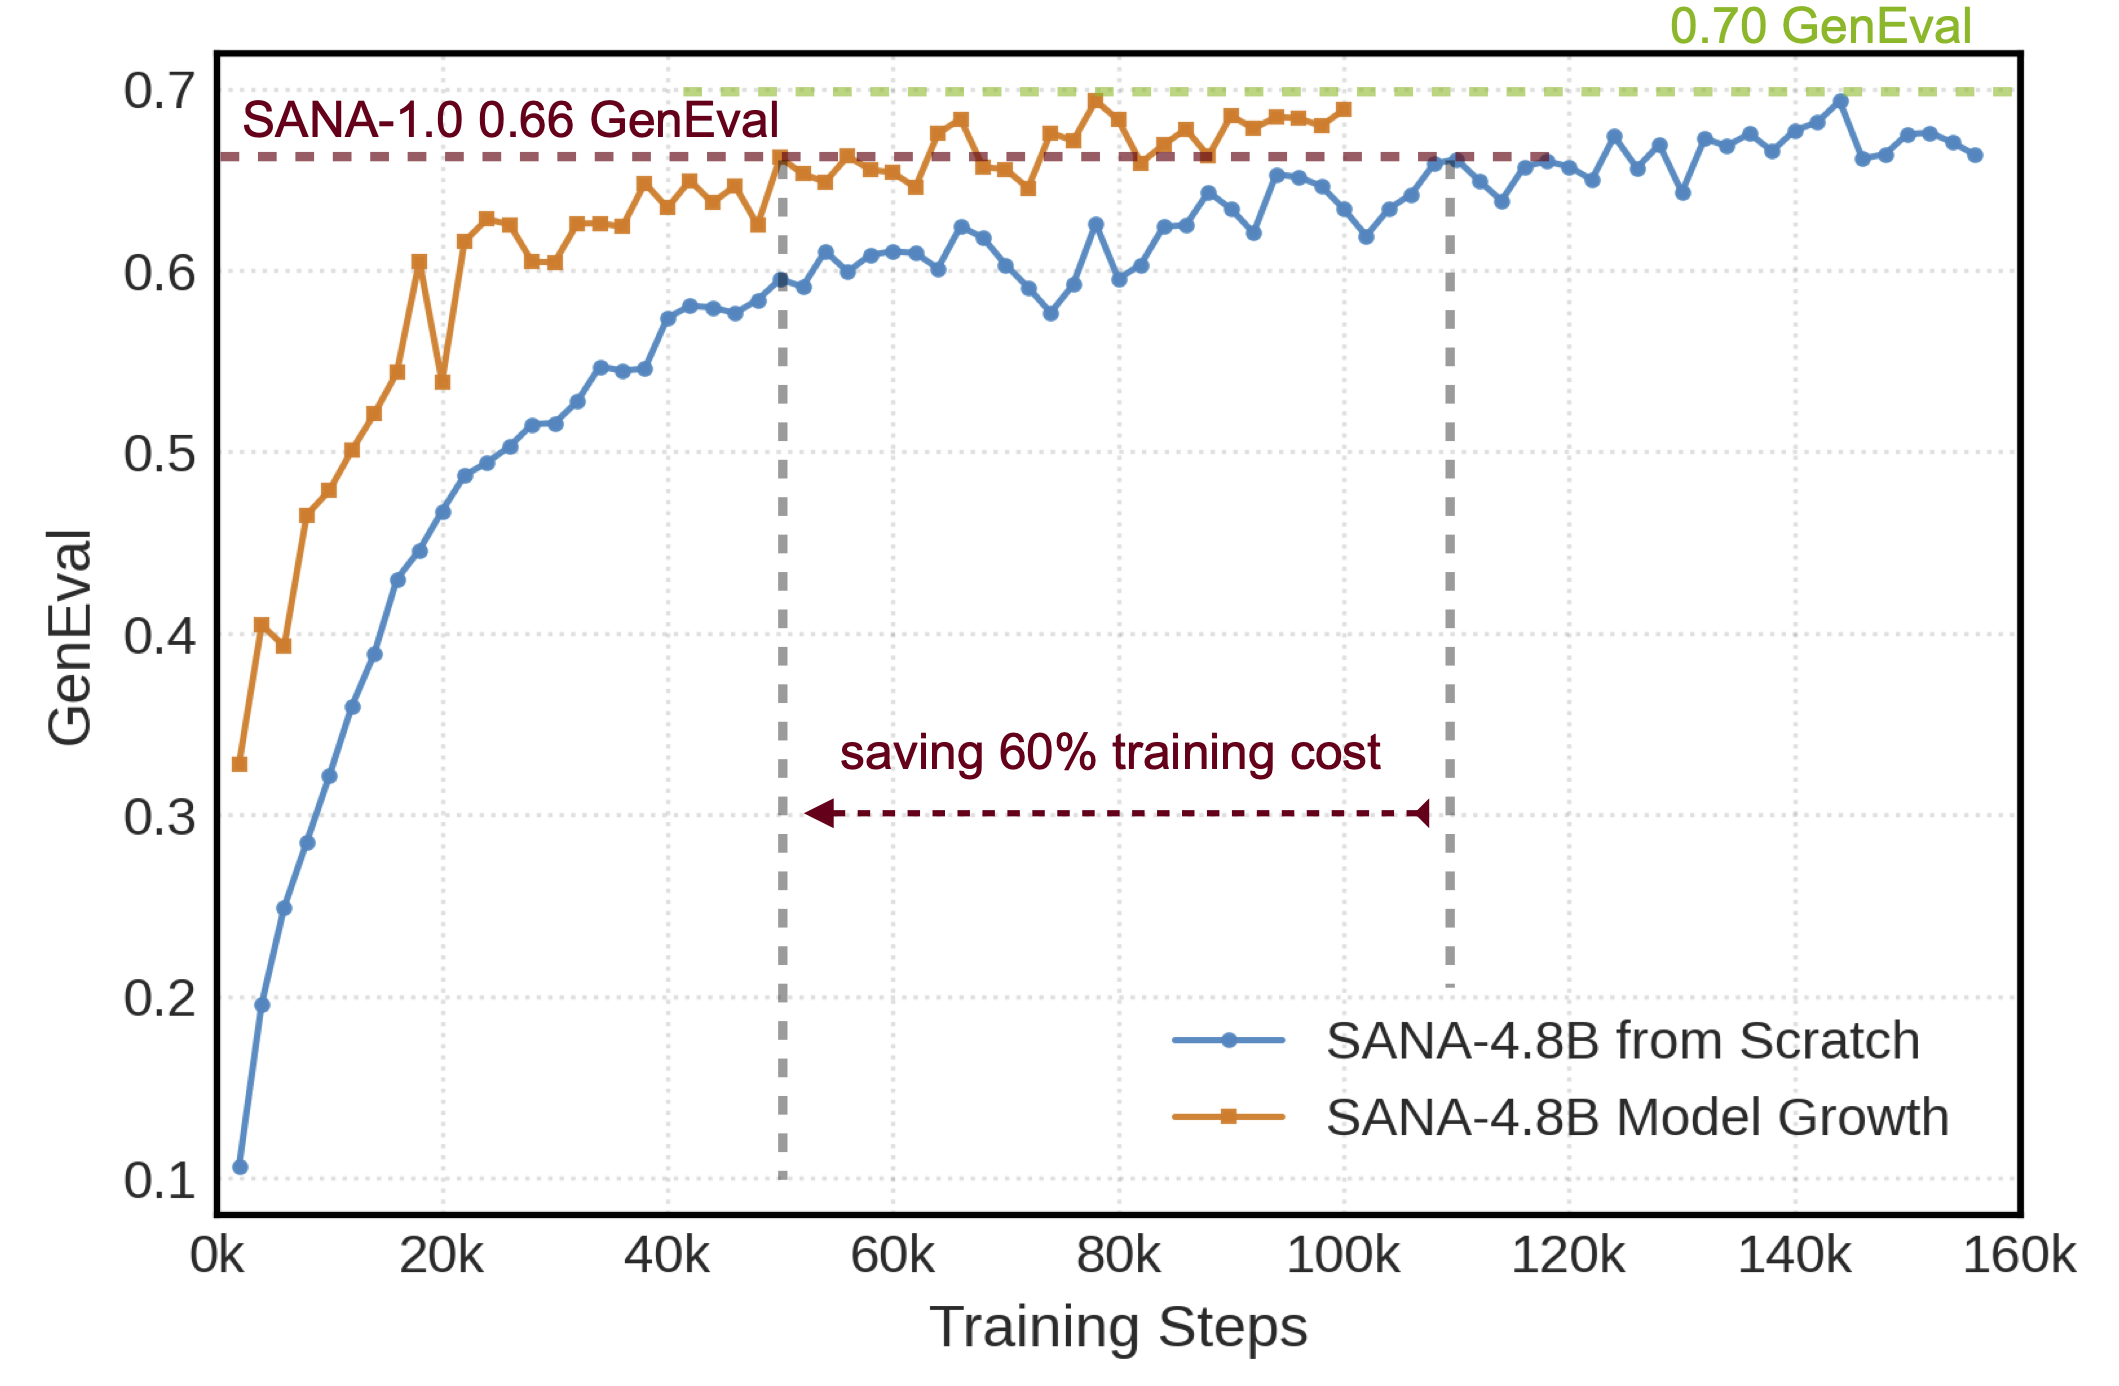 0.70 GenEval
0.7
SANA-1.0 0.66 GenEval
0.6
0.5
0.4
0.3
0.2
0.1
GenEval
saving 60% training cost
SANA-4.8B from Scratch
SANA-4.8B Model Growth
0k 20k 40k 60k 80k 100k 120k 140k 160k
Training Steps